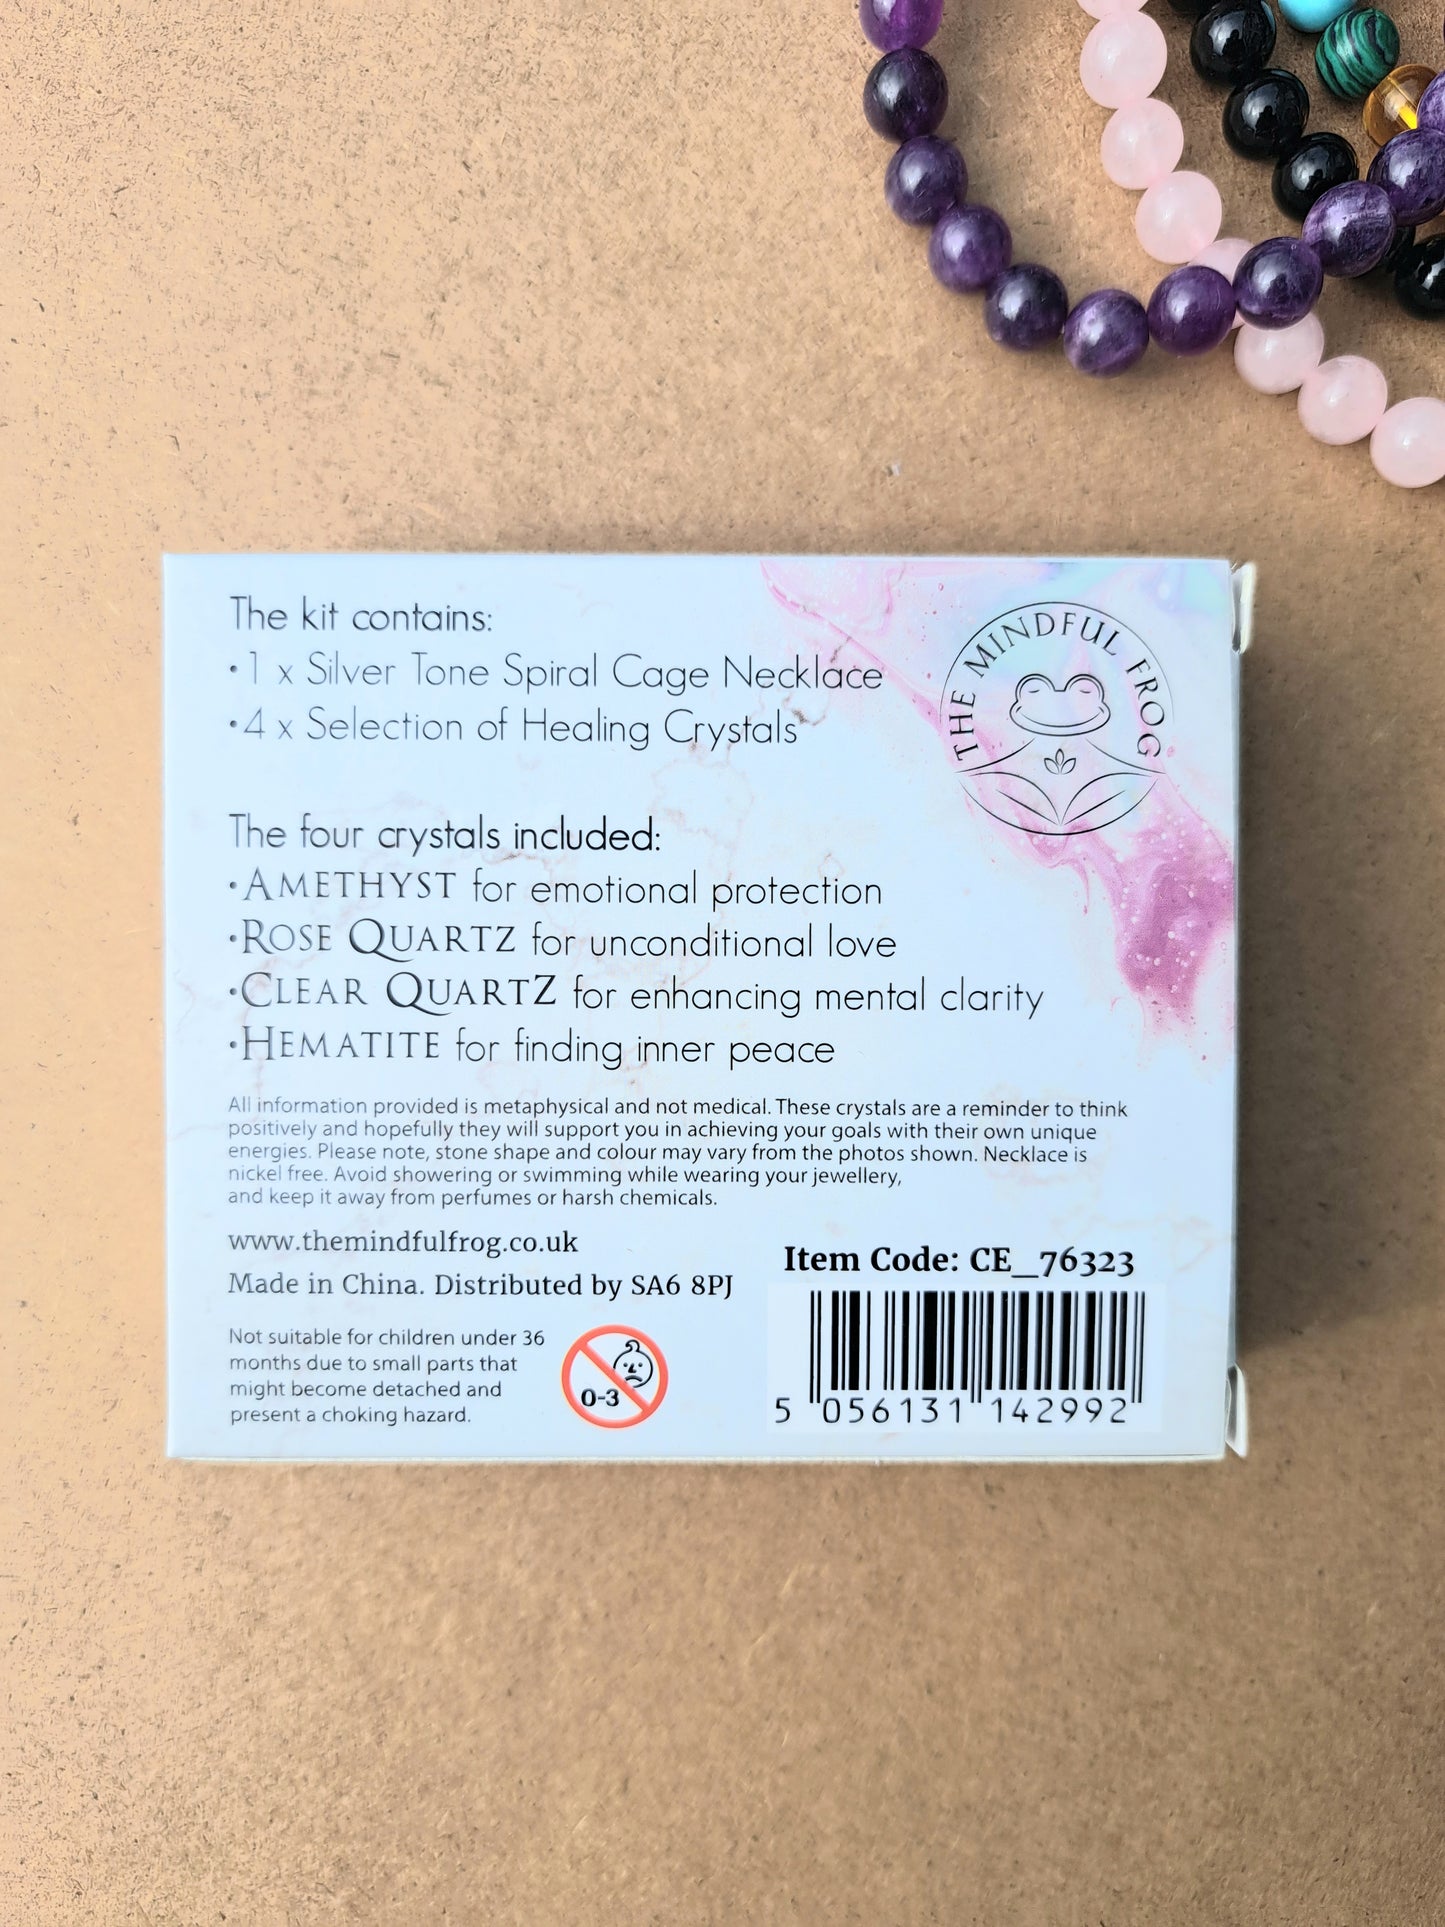 The kit contains:
•1 x Silver Tone Spiral Cage Necklace
•4 x Selection of Healing Crystals
THE MINDFUL FROG
The four crystals included:
•AMETHYST for emotional protection
•ROSE QUARTZ for unconditional love
•CLEAR QUARTZ for enhancing mental clarity
•HEMATITE for finding inner peace
All information provided is metaphysical and not medical. These crystals are a reminder to think
positively and hopefully they will support you in achieving your goals with their own unique
energies. Please note, stone shape and colour may vary from the photos shown. Necklace is
nickel free. Avoid showering or swimming while wearing your jewellery,
and keep it away from perfumes or harsh chemicals.
www.themindfulfrog.co.uk
Made in China. Distributed by SA6 8PJ
Not suitable for children under 36
months due to small parts that
might become detached and
present a choking hazard.
0-3
Item Code: CE_76323
5 056131 142992